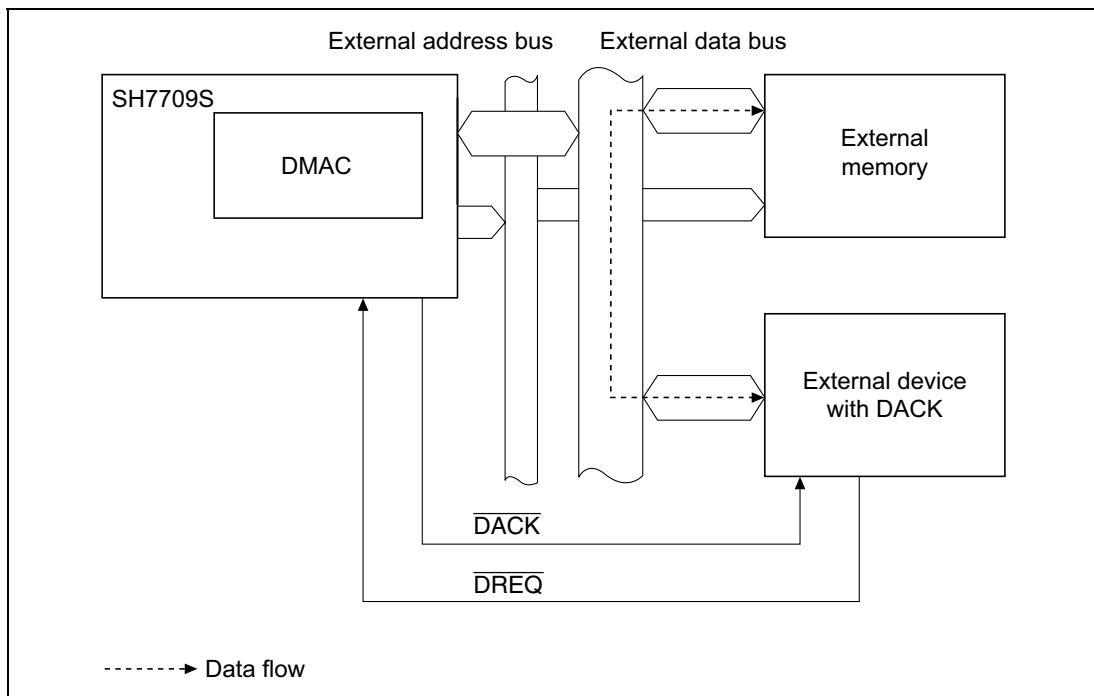 External address bus
External data bus
SH7709S
DMAC
External
memory
External device
with DACK
DACK
DREQ
Data flow